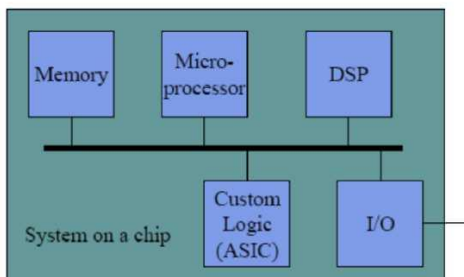 Memory
Micro-
processor
DSP
Custom
Logic
(ASIC)
I/O
System on a chip